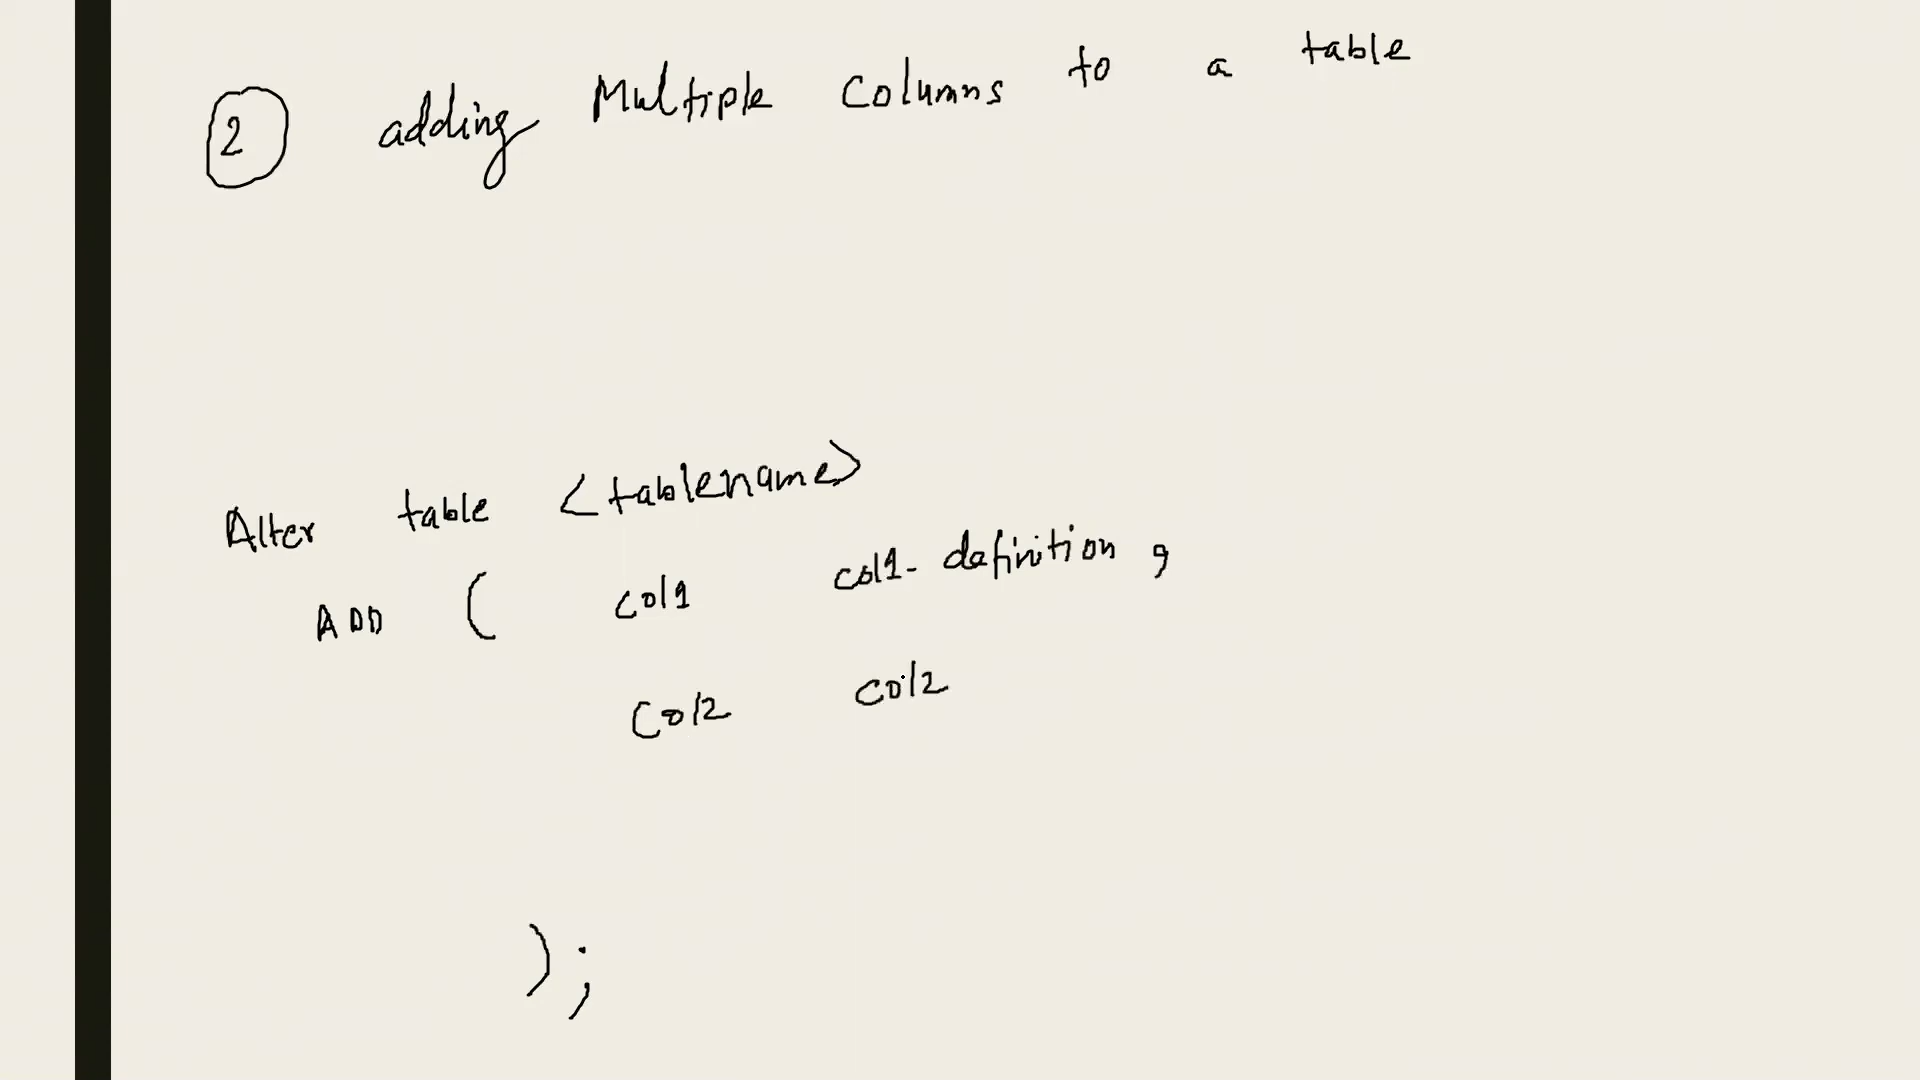 2 adding Multiple Columns to a table
Alter table <tablename>
ADD ( col1 col1-definition,
Col2 col2
);